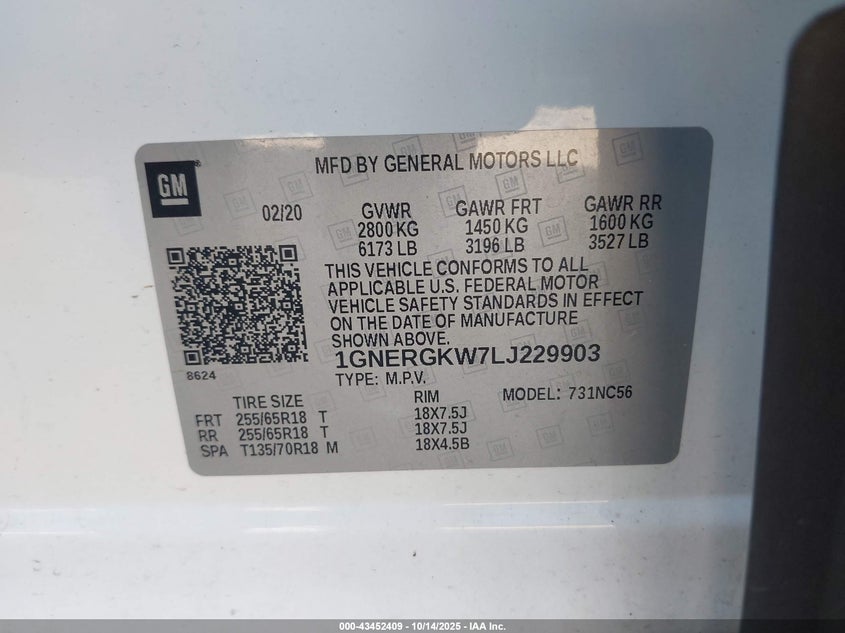 GM
MFD BY GENERAL MOTORS LLC
02/20 GVWR GAWR FRT GAWR RR
2800 KG 1450 KG 1600 KG
6173 LB 3196 LB 3527 LB
THIS VEHICLE CONFORMS TO ALL
APPLICABLE U.S. FEDERAL MOTOR
VEHICLE SAFETY STANDARDS IN EFFECT
ON THE DATE OF MANUFACTURE
SHOWN ABOVE.
1GNERGKW7LJ229903
8624
TYPE: M.P.V. MODEL: 731NC56
TIRE SIZE RIM
FRT 255/65R18 T 18X7.5J
RR 255/65R18 T 18X7.5J
SPA T135/70R18 M 18X4.5B
000-43452409 - 10/14/2025 - IAA Inc.